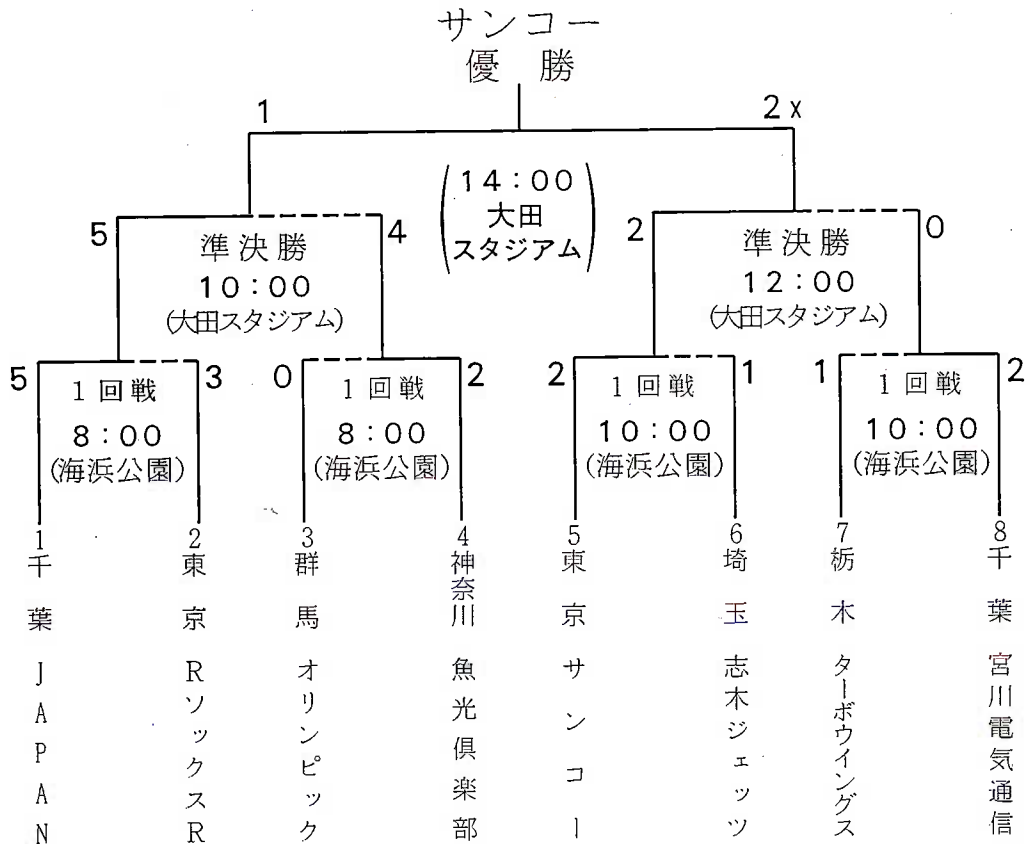 サンコー
優　勝
1
2x
14：00
大田
スタジアム
5
4
2
0
準決勝
10：00
(大田スタジアム)
準決勝
12：00
(大田スタジアム)
5
3
0
2
2
1
1
2
1回戦
8：00
(海浜公園)
1回戦
8：00
(海浜公園)
1回戦
10：00
(海浜公園)
1回戦
10：00
(海浜公園)
1
千葉
JAPAN
2
東京
RソックスR
3
群馬
オリンピック
4
神奈川
魚光倶楽部
5
東京
サンコー
6
埼玉
志木ジェッツ
7
栃木
ターボウイングス
8
千葉
宮川電気通信